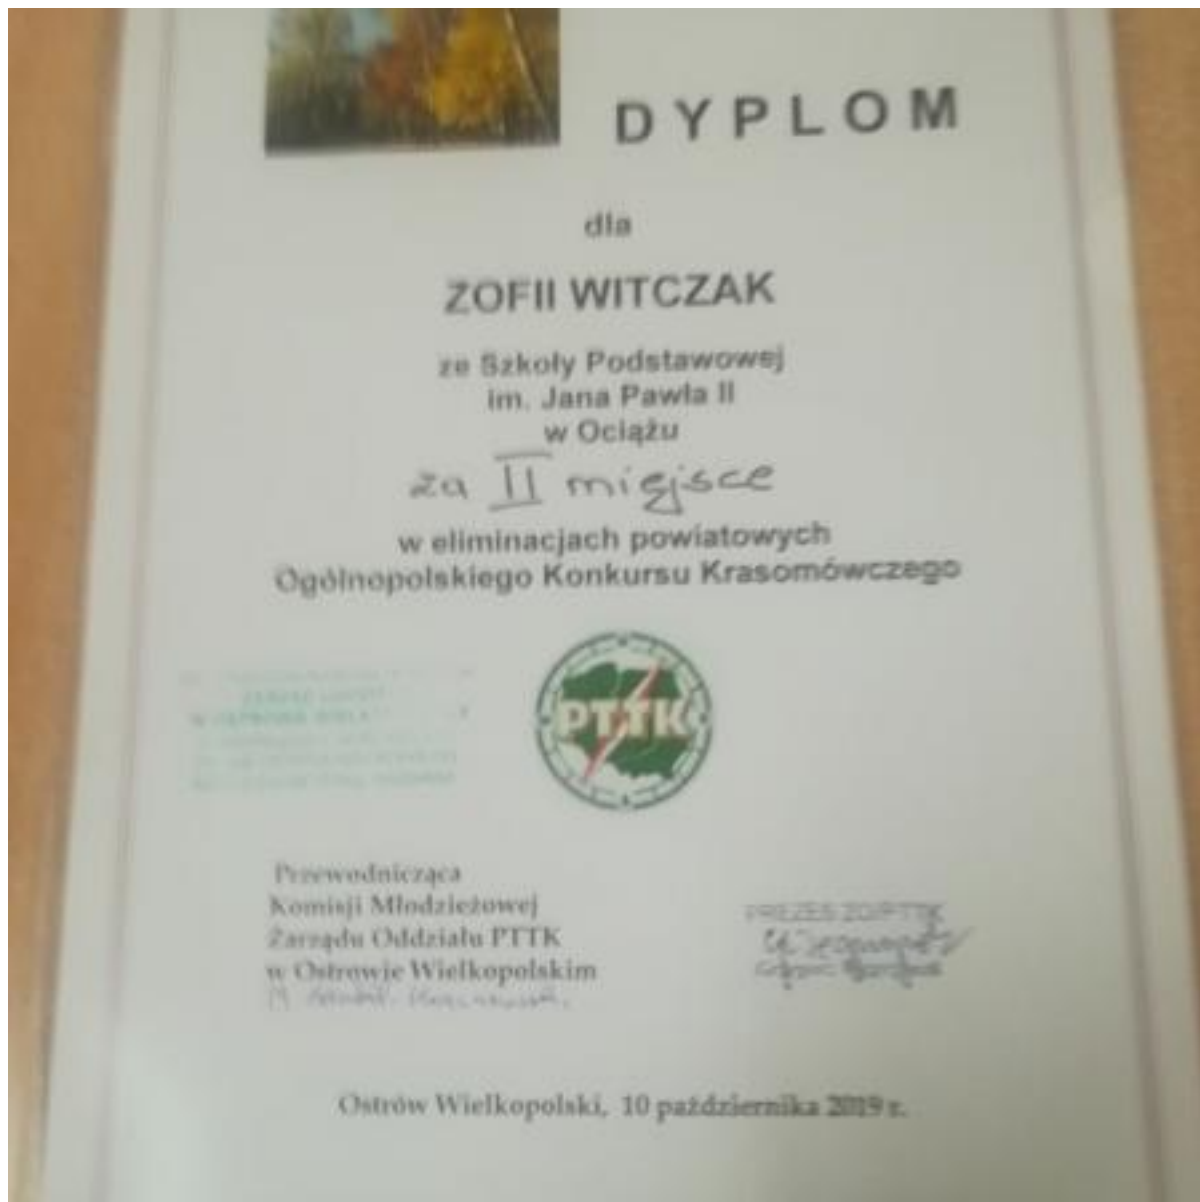 DYPLOM
dla
ZOFII WITCZAK
ze Szkoły Podstawowej
im. Jana Pawła II
w Ociążu
za II miejsce
w eliminacjach powiatowych
Ogólnopolskiego Konkursu Krasomówczego
PTTK
Przewodnicząca
Komisji Młodzieżowej
Zarządu Oddziału PTTK
w Ostrowie Wielkopolskim
PREZES ZO PTTK
Ostrów Wielkopolski, 10 października 2019 r.